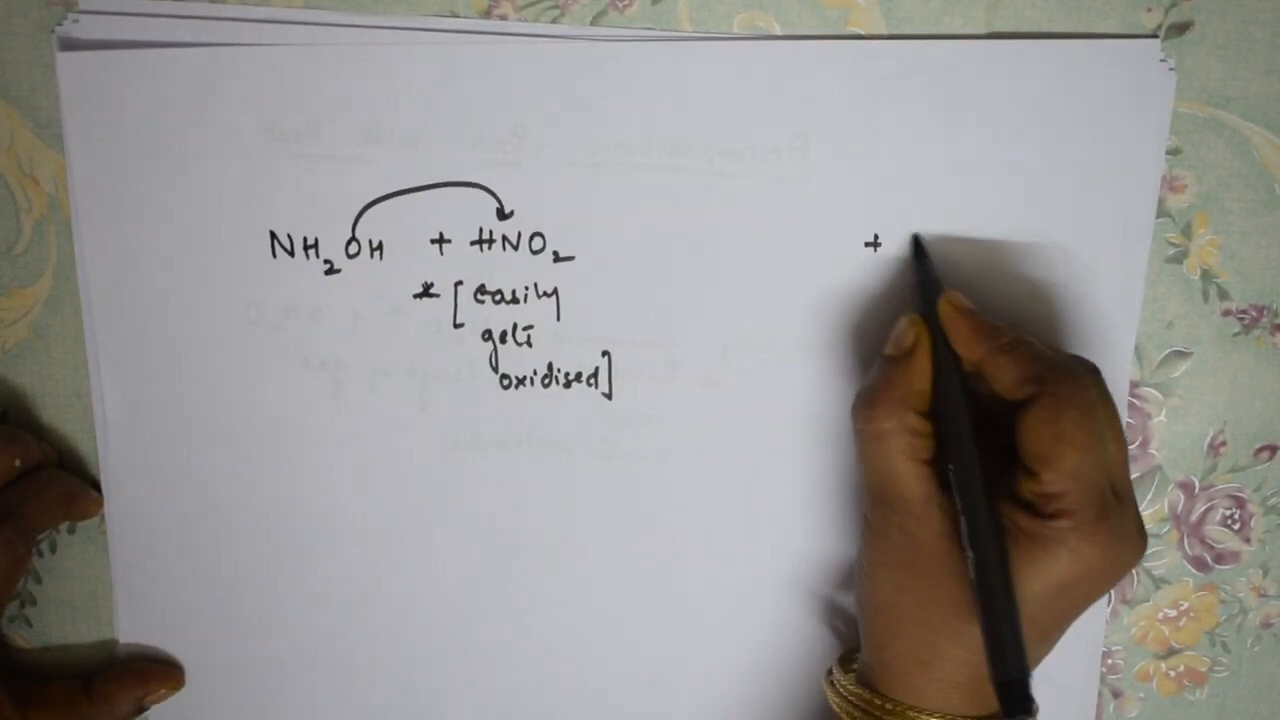 NH₂OH + HNO₂ +
* [easily
gets
oxidised]